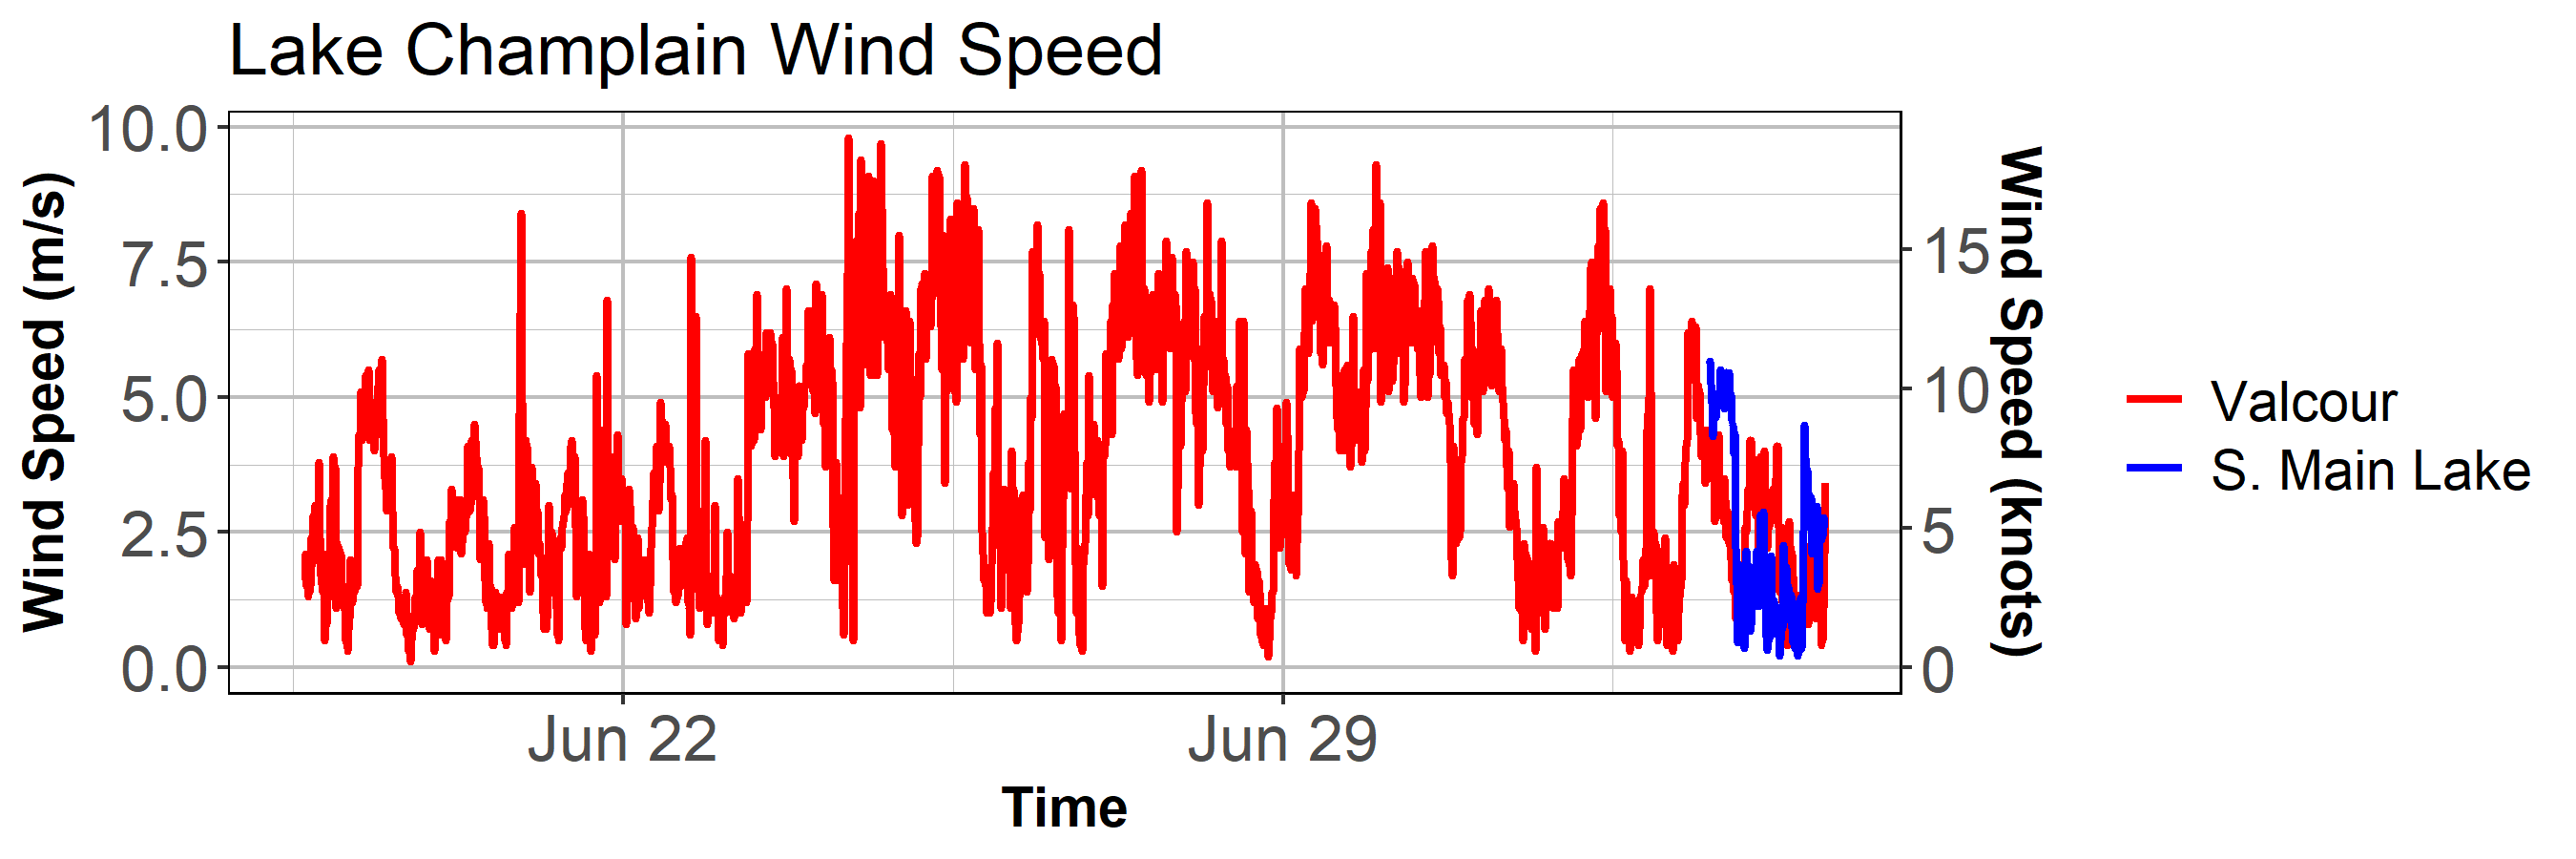 Lake Champlain Wind Speed
10.0
7.5
5.0
2.5
0.0
Wind Speed (m/s)
15
10
5
0
Wind Speed (knots)
Jun 22
Jun 29
Time
Valcour
S. Main Lake